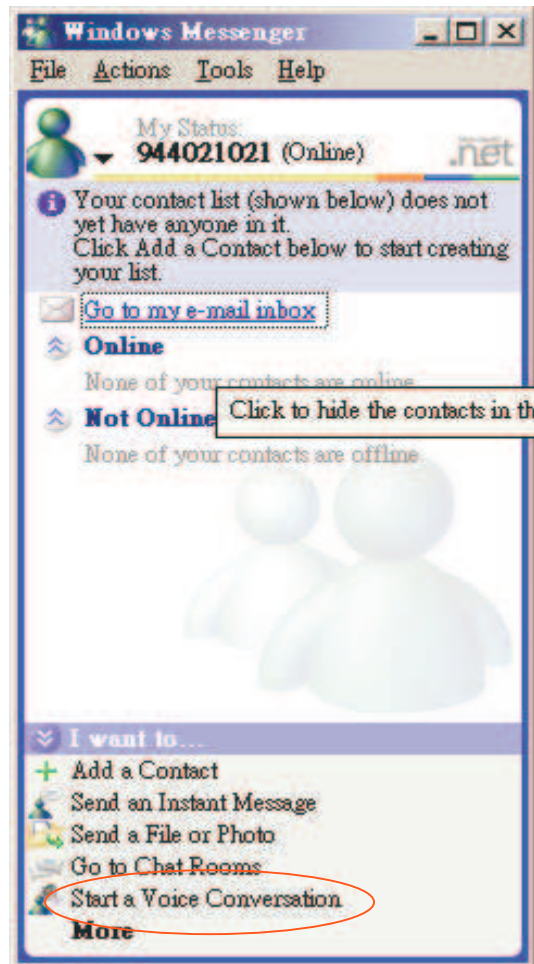 Windows Messenger
File Actions Tools Help
My Status:
944021021 (Online)
.net
Your contact list (shown below) does not
yet have anyone in it.
Click Add a Contact below to start creating
your list.
Go to my e-mail inbox
Online
None of your contacts are online
Not Online
Click to hide the contacts in th
None of your contacts are offline
I want to...
Add a Contact
Send an Instant Message
Send a File or Photo
Go to Chat Rooms
Start a Voice Conversation
More